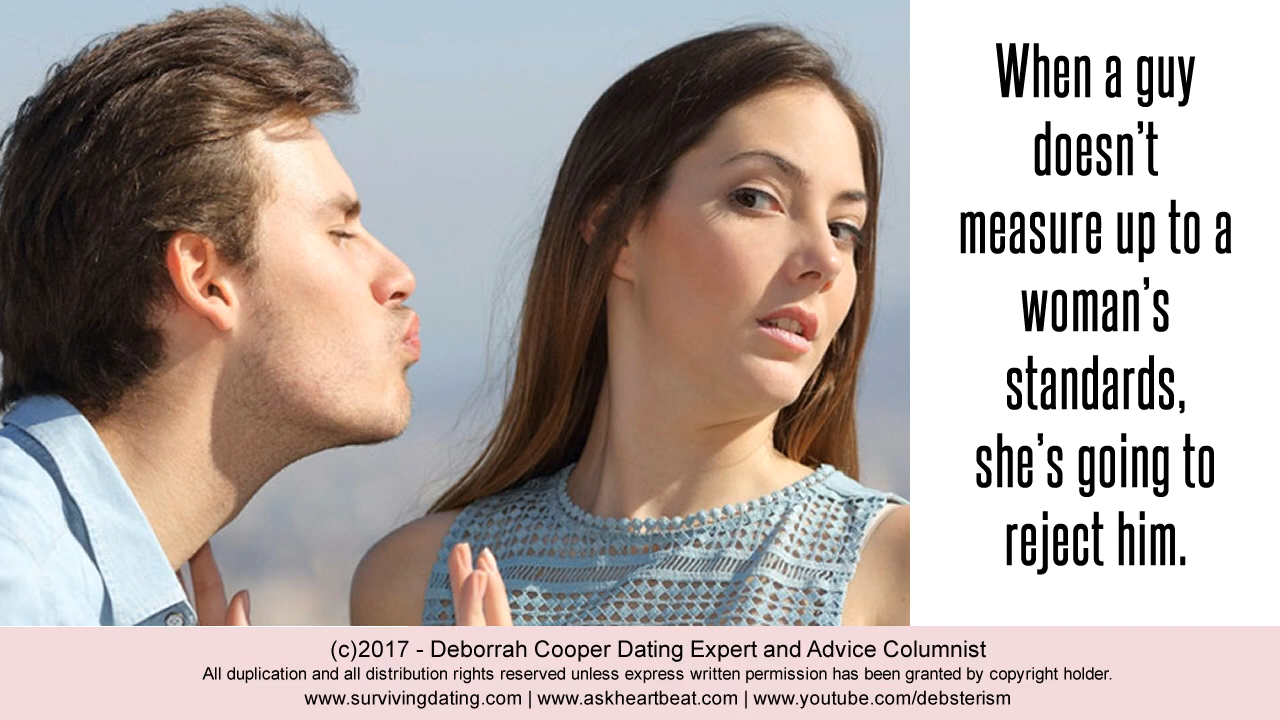 When a guy
doesn’t
measure up to a
woman’s
standards,
she’s going to
reject him.
(c)2017 - Deborrah Cooper Dating Expert and Advice Columnist
All duplication and all distribution rights reserved unless express written permission has been granted by copyright holder.
www.survivingdating.com | www.askheartbeat.com | www.youtube.com/debsterism